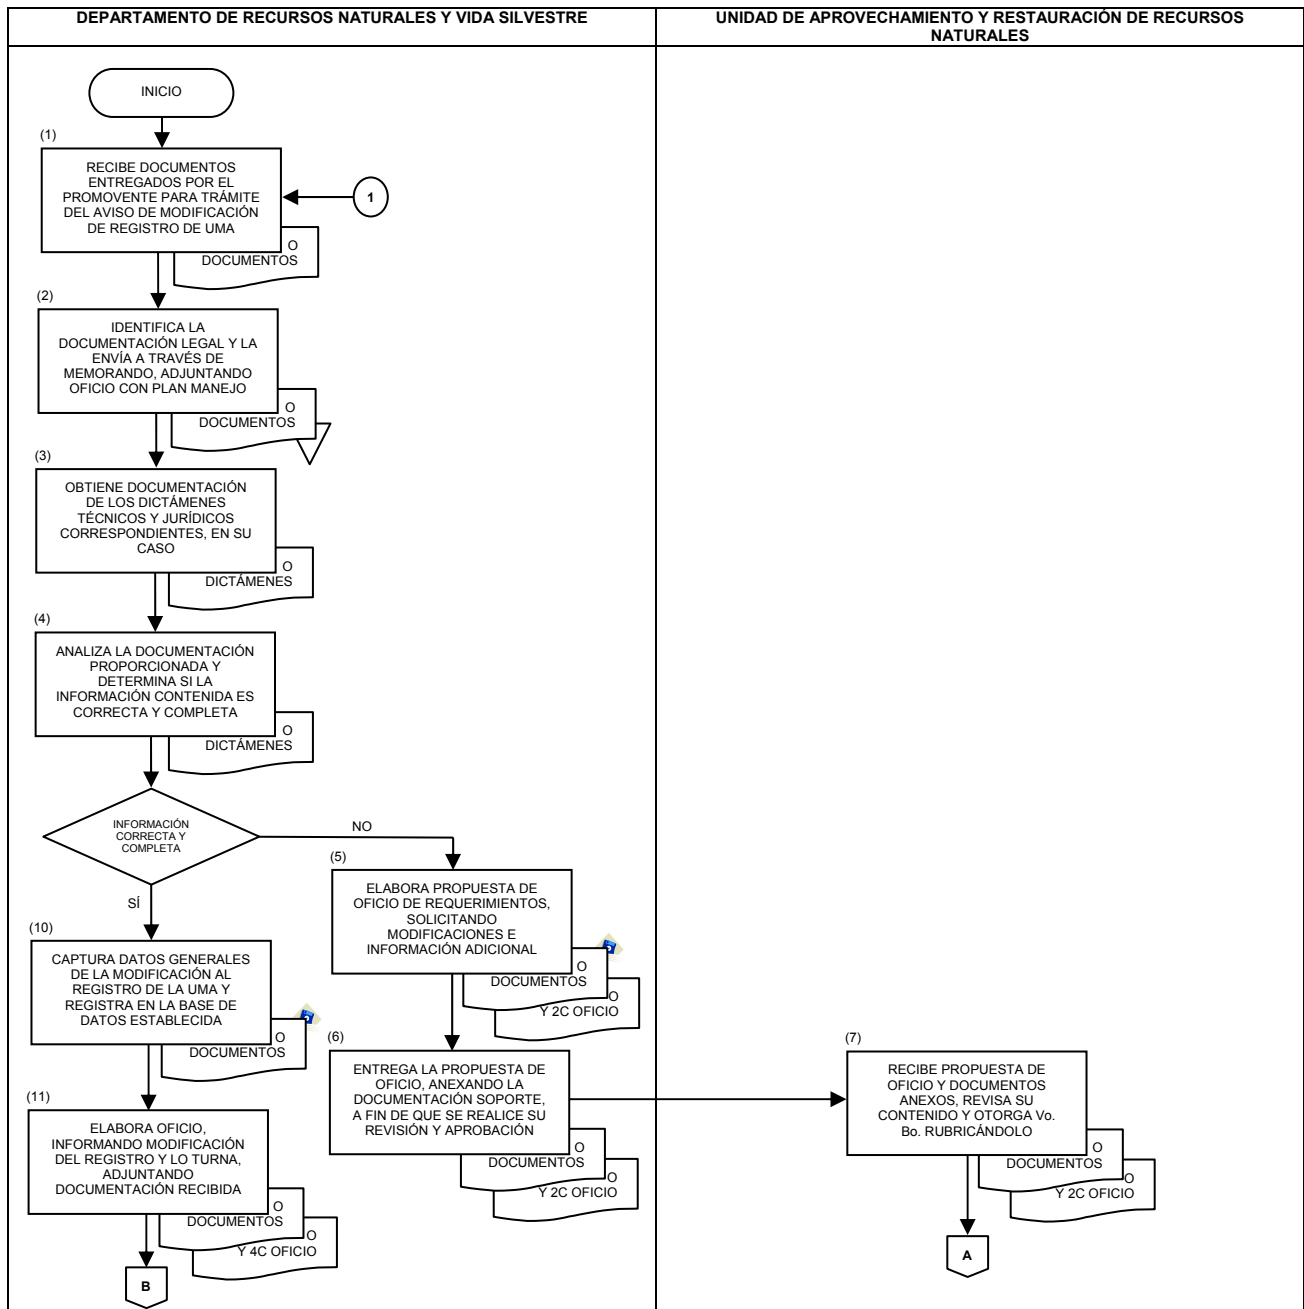 DEPARTAMENTO DE RECURSOS NATURALES Y VIDA SILVESTRE
UNIDAD DE APROVECHAMIENTO Y RESTAURACIÓN DE RECURSOS
NATURALES
INICIO
(1)
RECIBE DOCUMENTOS
ENTREGADOS POR EL
PROMOVENTE PARA TRÁMITE
DEL AVISO DE MODIFICACIÓN
DE REGISTRO DE UMA
1
O
DOCUMENTOS
(2)
IDENTIFICA LA
DOCUMENTACIÓN LEGAL Y LA
ENVÍA A TRAVÉS DE
MEMORANDO, ADJUNTANDO
OFICIO CON PLAN MANEJO
O
DOCUMENTOS
(3)
OBTIENE DOCUMENTACIÓN
DE LOS DICTÁMENES
TÉCNICOS Y JURÍDICOS
CORRESPONDIENTES, EN SU
CASO
O
DICTÁMENES
(4)
ANALIZA LA DOCUMENTACIÓN
PROPORCIONADA Y
DETERMINA SI LA
INFORMACIÓN CONTENIDA ES
CORRECTA Y COMPLETA
O
DICTÁMENES
INFORMACIÓN
CORRECTA Y
COMPLETA
NO
SÍ
(5)
ELABORA PROPUESTA DE
OFICIO DE REQUERIMIENTOS,
SOLICITANDO
MODIFICACIONES E
INFORMACIÓN ADICIONAL
O
DOCUMENTOS
O
Y 2C OFICIO
(10)
CAPTURA DATOS GENERALES
DE LA MODIFICACIÓN AL
REGISTRO DE LA UMA Y
REGISTRA EN LA BASE DE
DATOS ESTABLECIDA
O
DOCUMENTOS
(6)
ENTREGA LA PROPUESTA DE
OFICIO, ANEXANDO LA
DOCUMENTACIÓN SOPORTE,
A FIN DE QUE SE REALICE SU
REVISIÓN Y APROBACIÓN
O
DOCUMENTOS
O
Y 2C OFICIO
(7)
RECIBE PROPUESTA DE
OFICIO Y DOCUMENTOS
ANEXOS, REVISA SU
CONTENIDO Y OTORGA Vo.
Bo. RUBRICÁNDOLO
O
DOCUMENTOS
O
Y 2C OFICIO
A
(11)
ELABORA OFICIO,
INFORMANDO MODIFICACIÓN
DEL REGISTRO Y LO TURNA,
ADJUNTANDO
DOCUMENTACIÓN RECIBIDA
O
DOCUMENTOS
O
Y 4C OFICIO
B